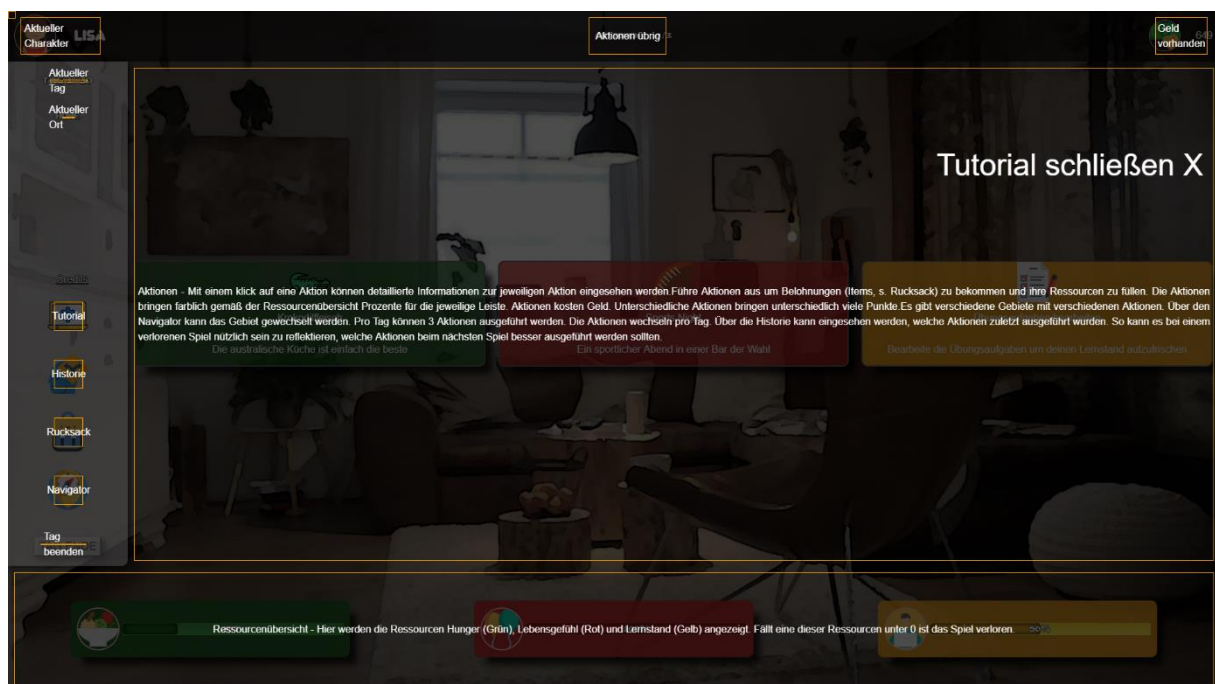 Aktueller
Charakter
LISA
Aktionen übrig
Geld
vorhanden
649
Aktueller
Tag
Aktueller
Ort
Tutorial schließen X
Credits
Aktionen - Mit einem klick auf eine Aktion können detaillierte Informationen zur jeweiligen Aktion eingesehen werden.Führe Aktionen aus um Belohnungen (Items, s. Rucksack) zu bekommen und ihre Ressourcen zu füllen. Die Aktionen
bringen farblich gemäß der Ressourcenübersicht Prozente für die jeweilige Leiste. Aktionen kosten Geld. Unterschiedliche Aktionen bringen unterschiedlich viele Punkte.Es gibt verschiedene Gebiete mit verschiedenen Aktionen. Über den
Navigator kann das Gebiet gewechselt werden. Pro Tag können 3 Aktionen ausgeführt werden. Die Aktionen wechseln pro Tag. Über die Historie kann eingesehen werden, welche Aktionen zuletzt ausgeführt wurden. So kann es bei einem
verlorenen Spiel nützlich sein zu reflektieren, welche Aktionen beim nächsten Spiel besser ausgeführt werden sollten.
Die australische Küche ist einfach die beste
Ein sportlicher Abend in einer Bar der Wahl
Bearbeite die Übungsaufgaben um deinen Lernstand aufzufrischen
Tutorial
Historie
Rucksack
Navigator
Tag
beenden
Ressourcenübersicht - Hier werden die Ressourcen Hunger (Grün), Lebensgefühl (Rot) und Lernstand (Gelb) angezeigt. Fällt eine dieser Ressourcen unter 0 ist das Spiel verloren.
50%